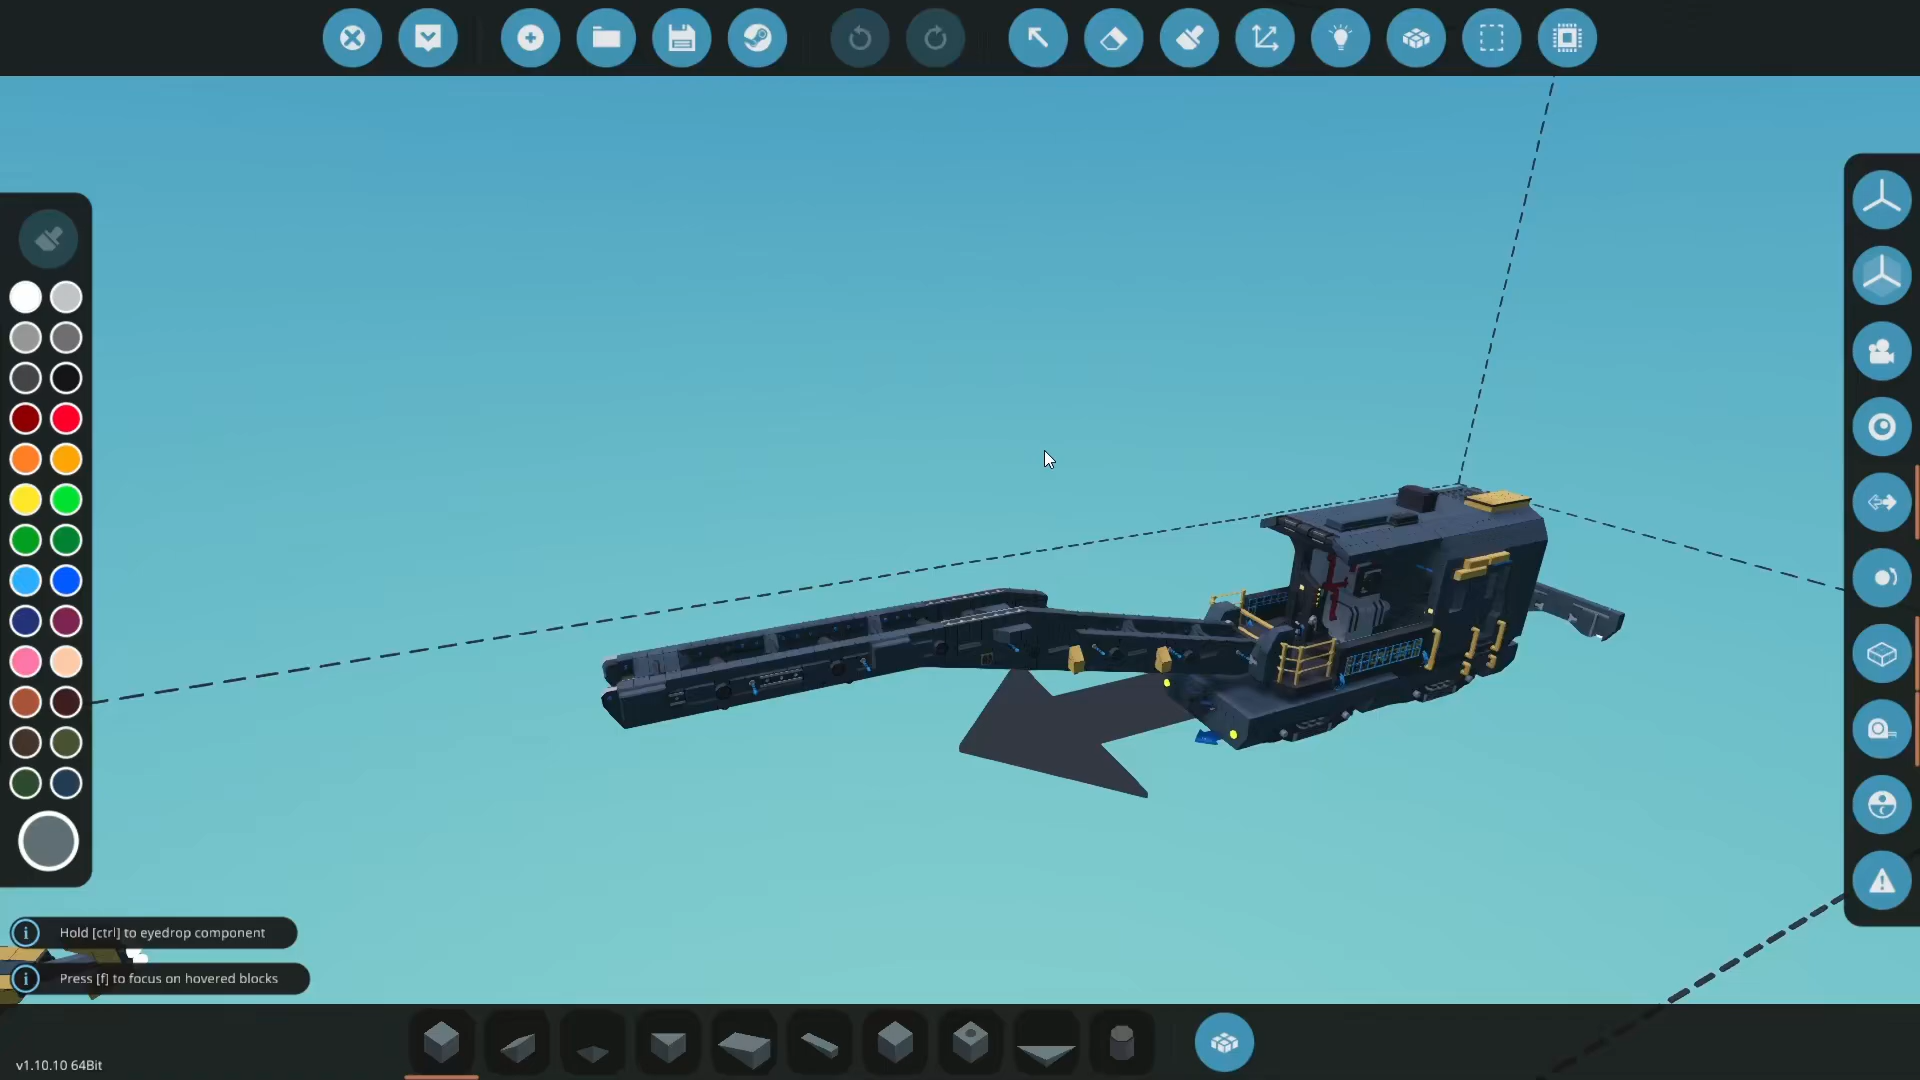 Hold [ctrl] to eyedrop component
Press [f] to focus on hovered blocks
v1.10.10 64Bit